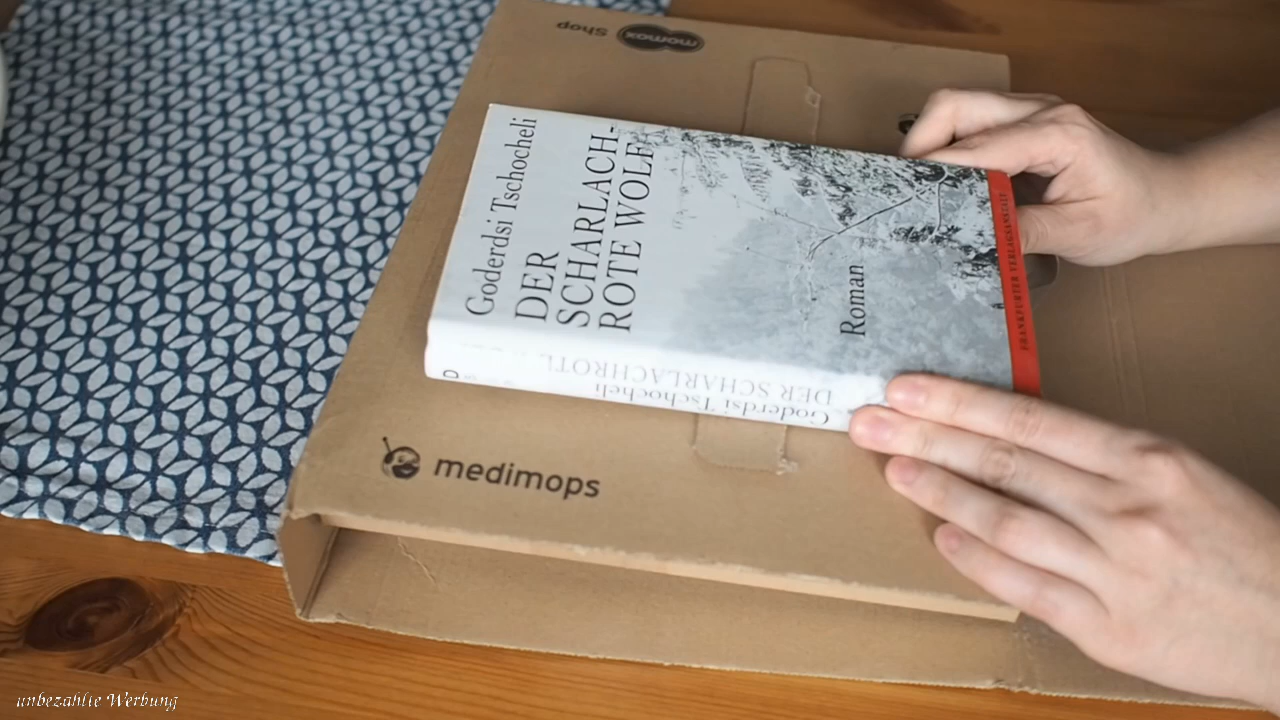 momox Shop
Goderdsi Tschocheli
DER
SCHARLACH-
ROTE WOLF
Roman
FRANKFURTER VERLAGSANSTALT
Goderdsi Tschocheli
DER SCHARLACHROT
medimops
unbezahlte Werbung